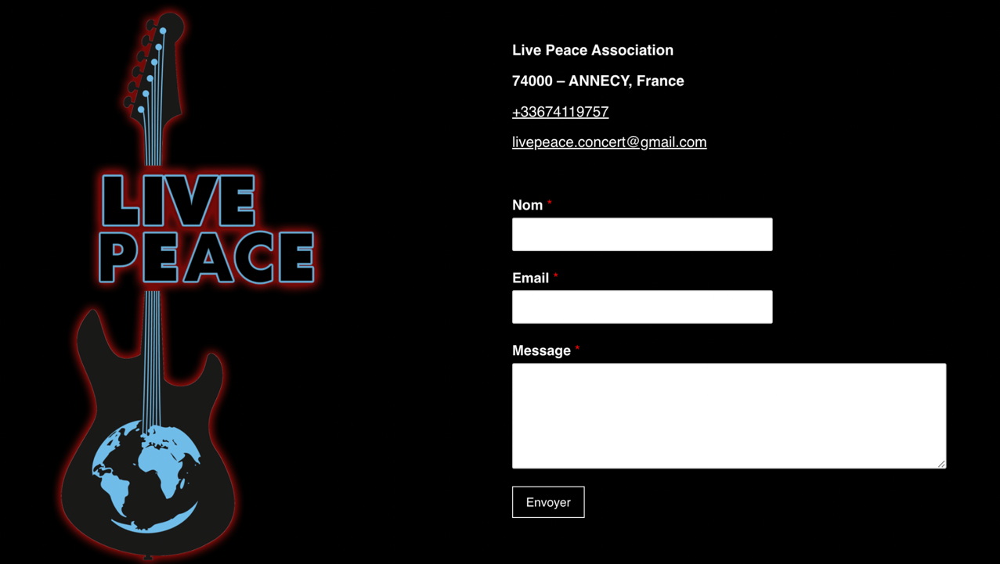 LIVE
PEACE
Live Peace Association
74000 – ANNECY, France
+33674119757
livepeace.concert@gmail.com
Nom *
Email *
Message *
Envoyer